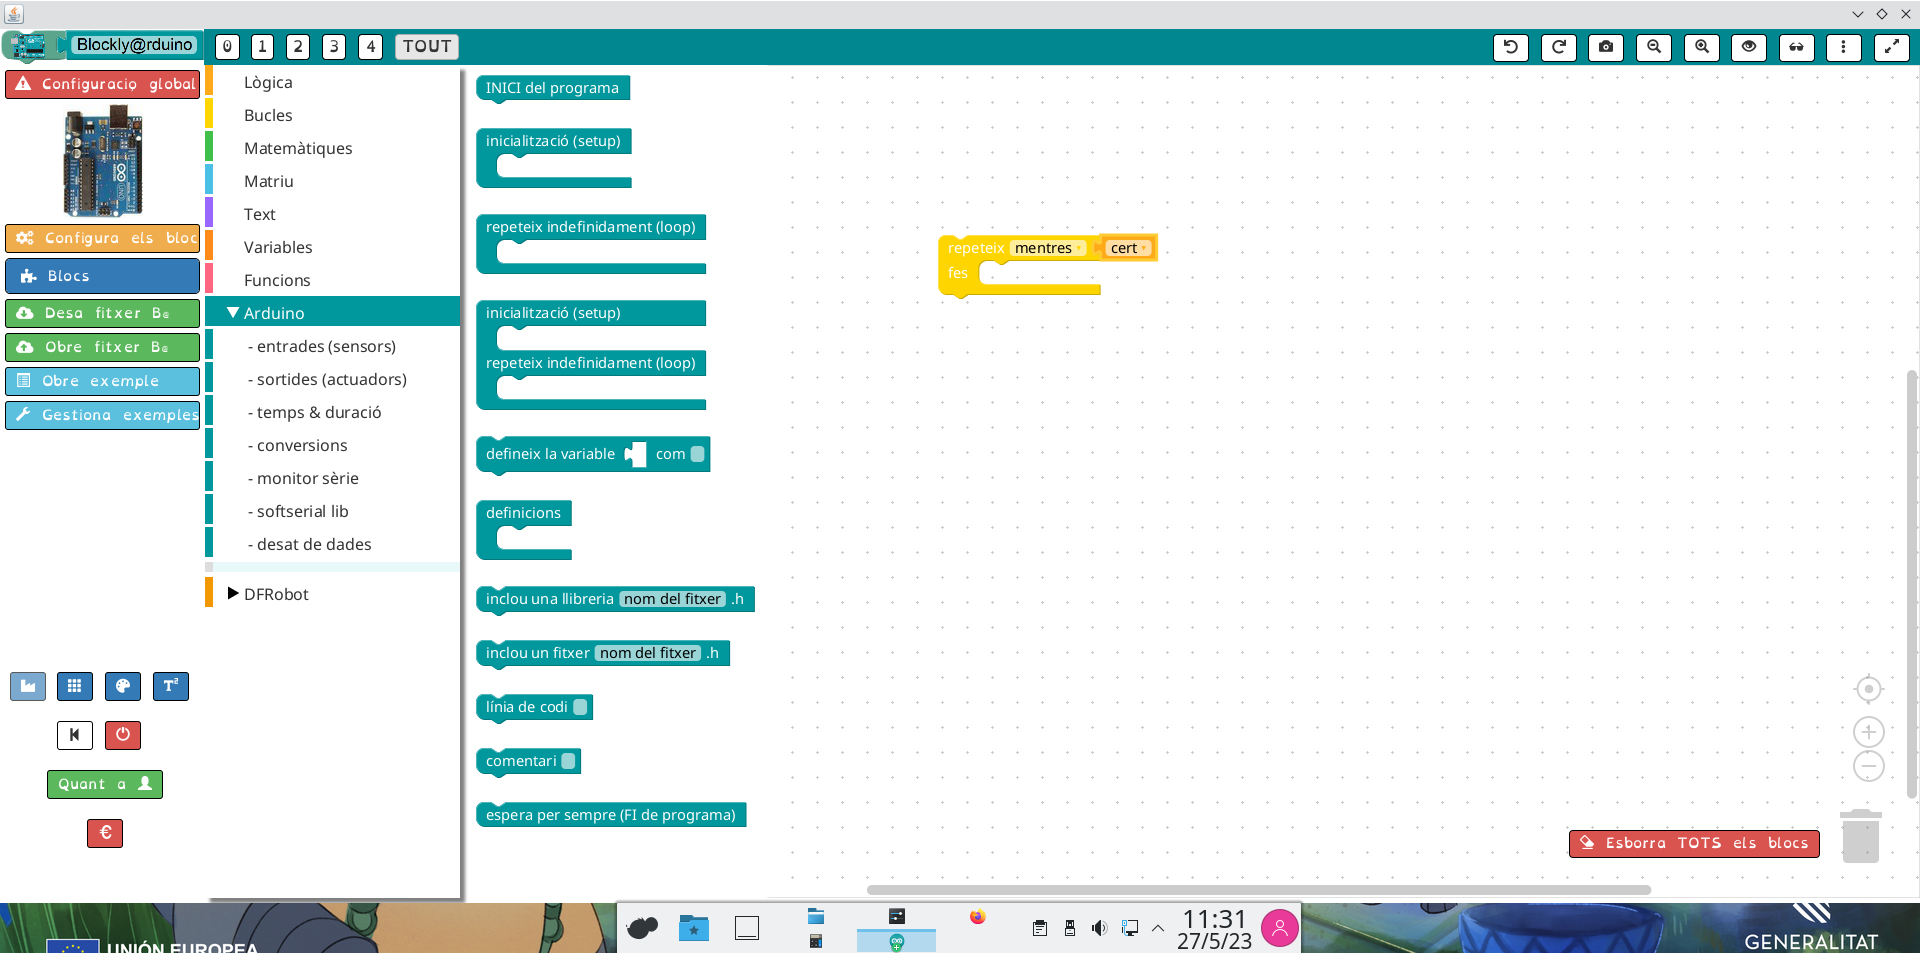 Blockly@rduino
0 1 2 3 4 TOUT
Configuració global
Configura els bloc
Blocs
Desa fitxer B@
Obre fitxer B@
Obre exemple
Gestiona exemples
T²
Quant a
€
Lògica
Bucles
Matemàtiques
Matriu
Text
Variables
Funcions
Arduino
- entrades (sensors)
- sortides (actuadors)
- temps & duració
- conversions
- monitor sèrie
- softserial lib
- desat de dades
DFRobot
INICI del programa
inicialització (setup)
repeteix indefinidament (loop)
inicialització (setup)
repeteix indefinidament (loop)
defineix la variable com
definicions
inclou una llibreria nom del fitxer .h
inclou un fitxer nom del fitxer .h
línia de codi
comentari
espera per sempre (FI de programa)
repeteix mentres cert
fes
Esborra TOTS els blocs
UNIÓN EUROPEA
11:31
27/5/23
GENERALITAT